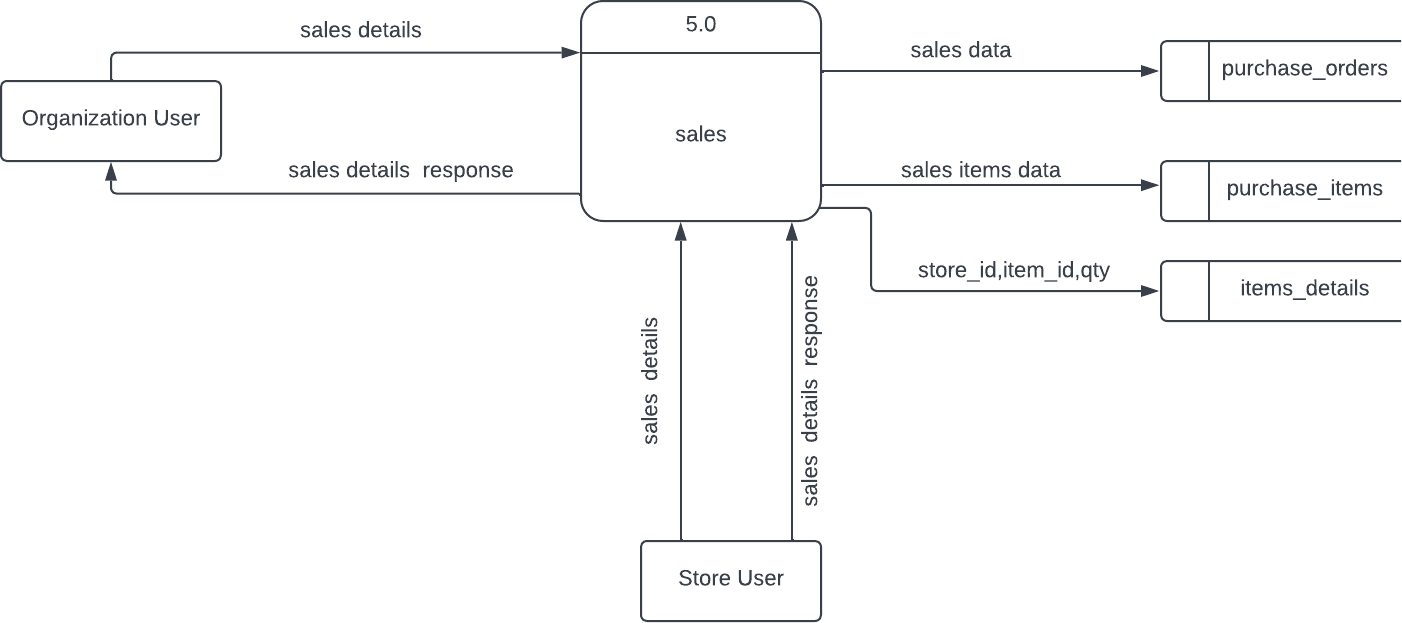 5.0
sales details
sales data
purchase_orders
Organization User
sales
sales details  response
sales items data
purchase_items
store_id,item_id,qty
items_details
sales  details
sales  details  response
Store User